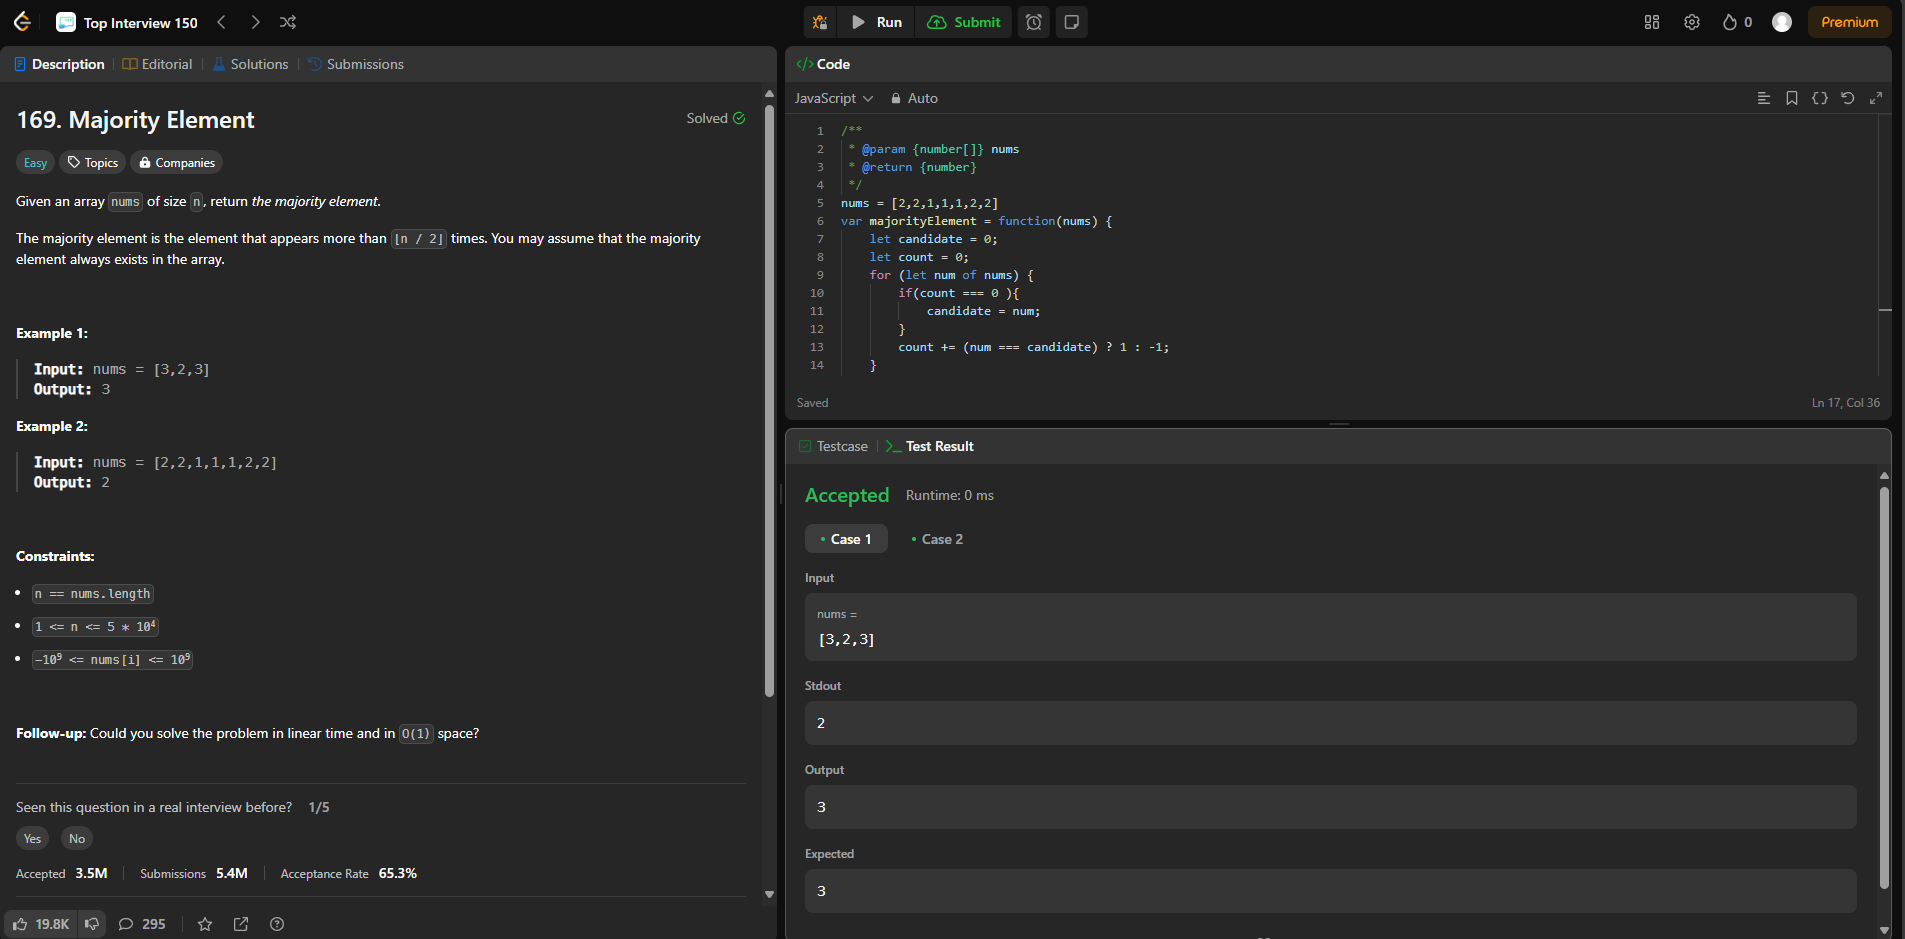 Top Interview 150
Run
Submit
0
Premium
Description
Editorial
Solutions
Submissions
169. Majority Element
Solved
Easy
Topics
Companies
Given an array nums of size n, return the majority element.
The majority element is the element that appears more than ⌊n / 2⌋ times. You may assume that the majority
element always exists in the array.
Example 1:
Input: nums = [3,2,3]
Output: 3
Example 2:
Input: nums = [2,2,1,1,1,2,2]
Output: 2
Constraints:
n == nums.length
1 <= n <= 5 * 10⁴
-10⁹ <= nums[i] <= 10⁹
Follow-up: Could you solve the problem in linear time and in O(1) space?
Seen this question in a real interview before? 1/5
Yes
No
Accepted 3.5M
Submissions 5.4M
Acceptance Rate 65.3%
19.8K
295
</> Code
JavaScript
Auto
1 /**
2  * @param {number[]} nums
3  * @return {number}
4  */
5 nums = [2,2,1,1,1,2,2]
6 var majorityElement = function(nums) {
7     let candidate = 0;
8     let count = 0;
9     for (let num of nums) {
10         if(count === 0 ){
11             candidate = num;
12         }
13         count += (num === candidate) ? 1 : -1;
14     }
Saved
Ln 17, Col 36
Testcase
Test Result
Accepted
Runtime: 0 ms
Case 1
Case 2
Input
nums =
[3,2,3]
Stdout
2
Output
3
Expected
3